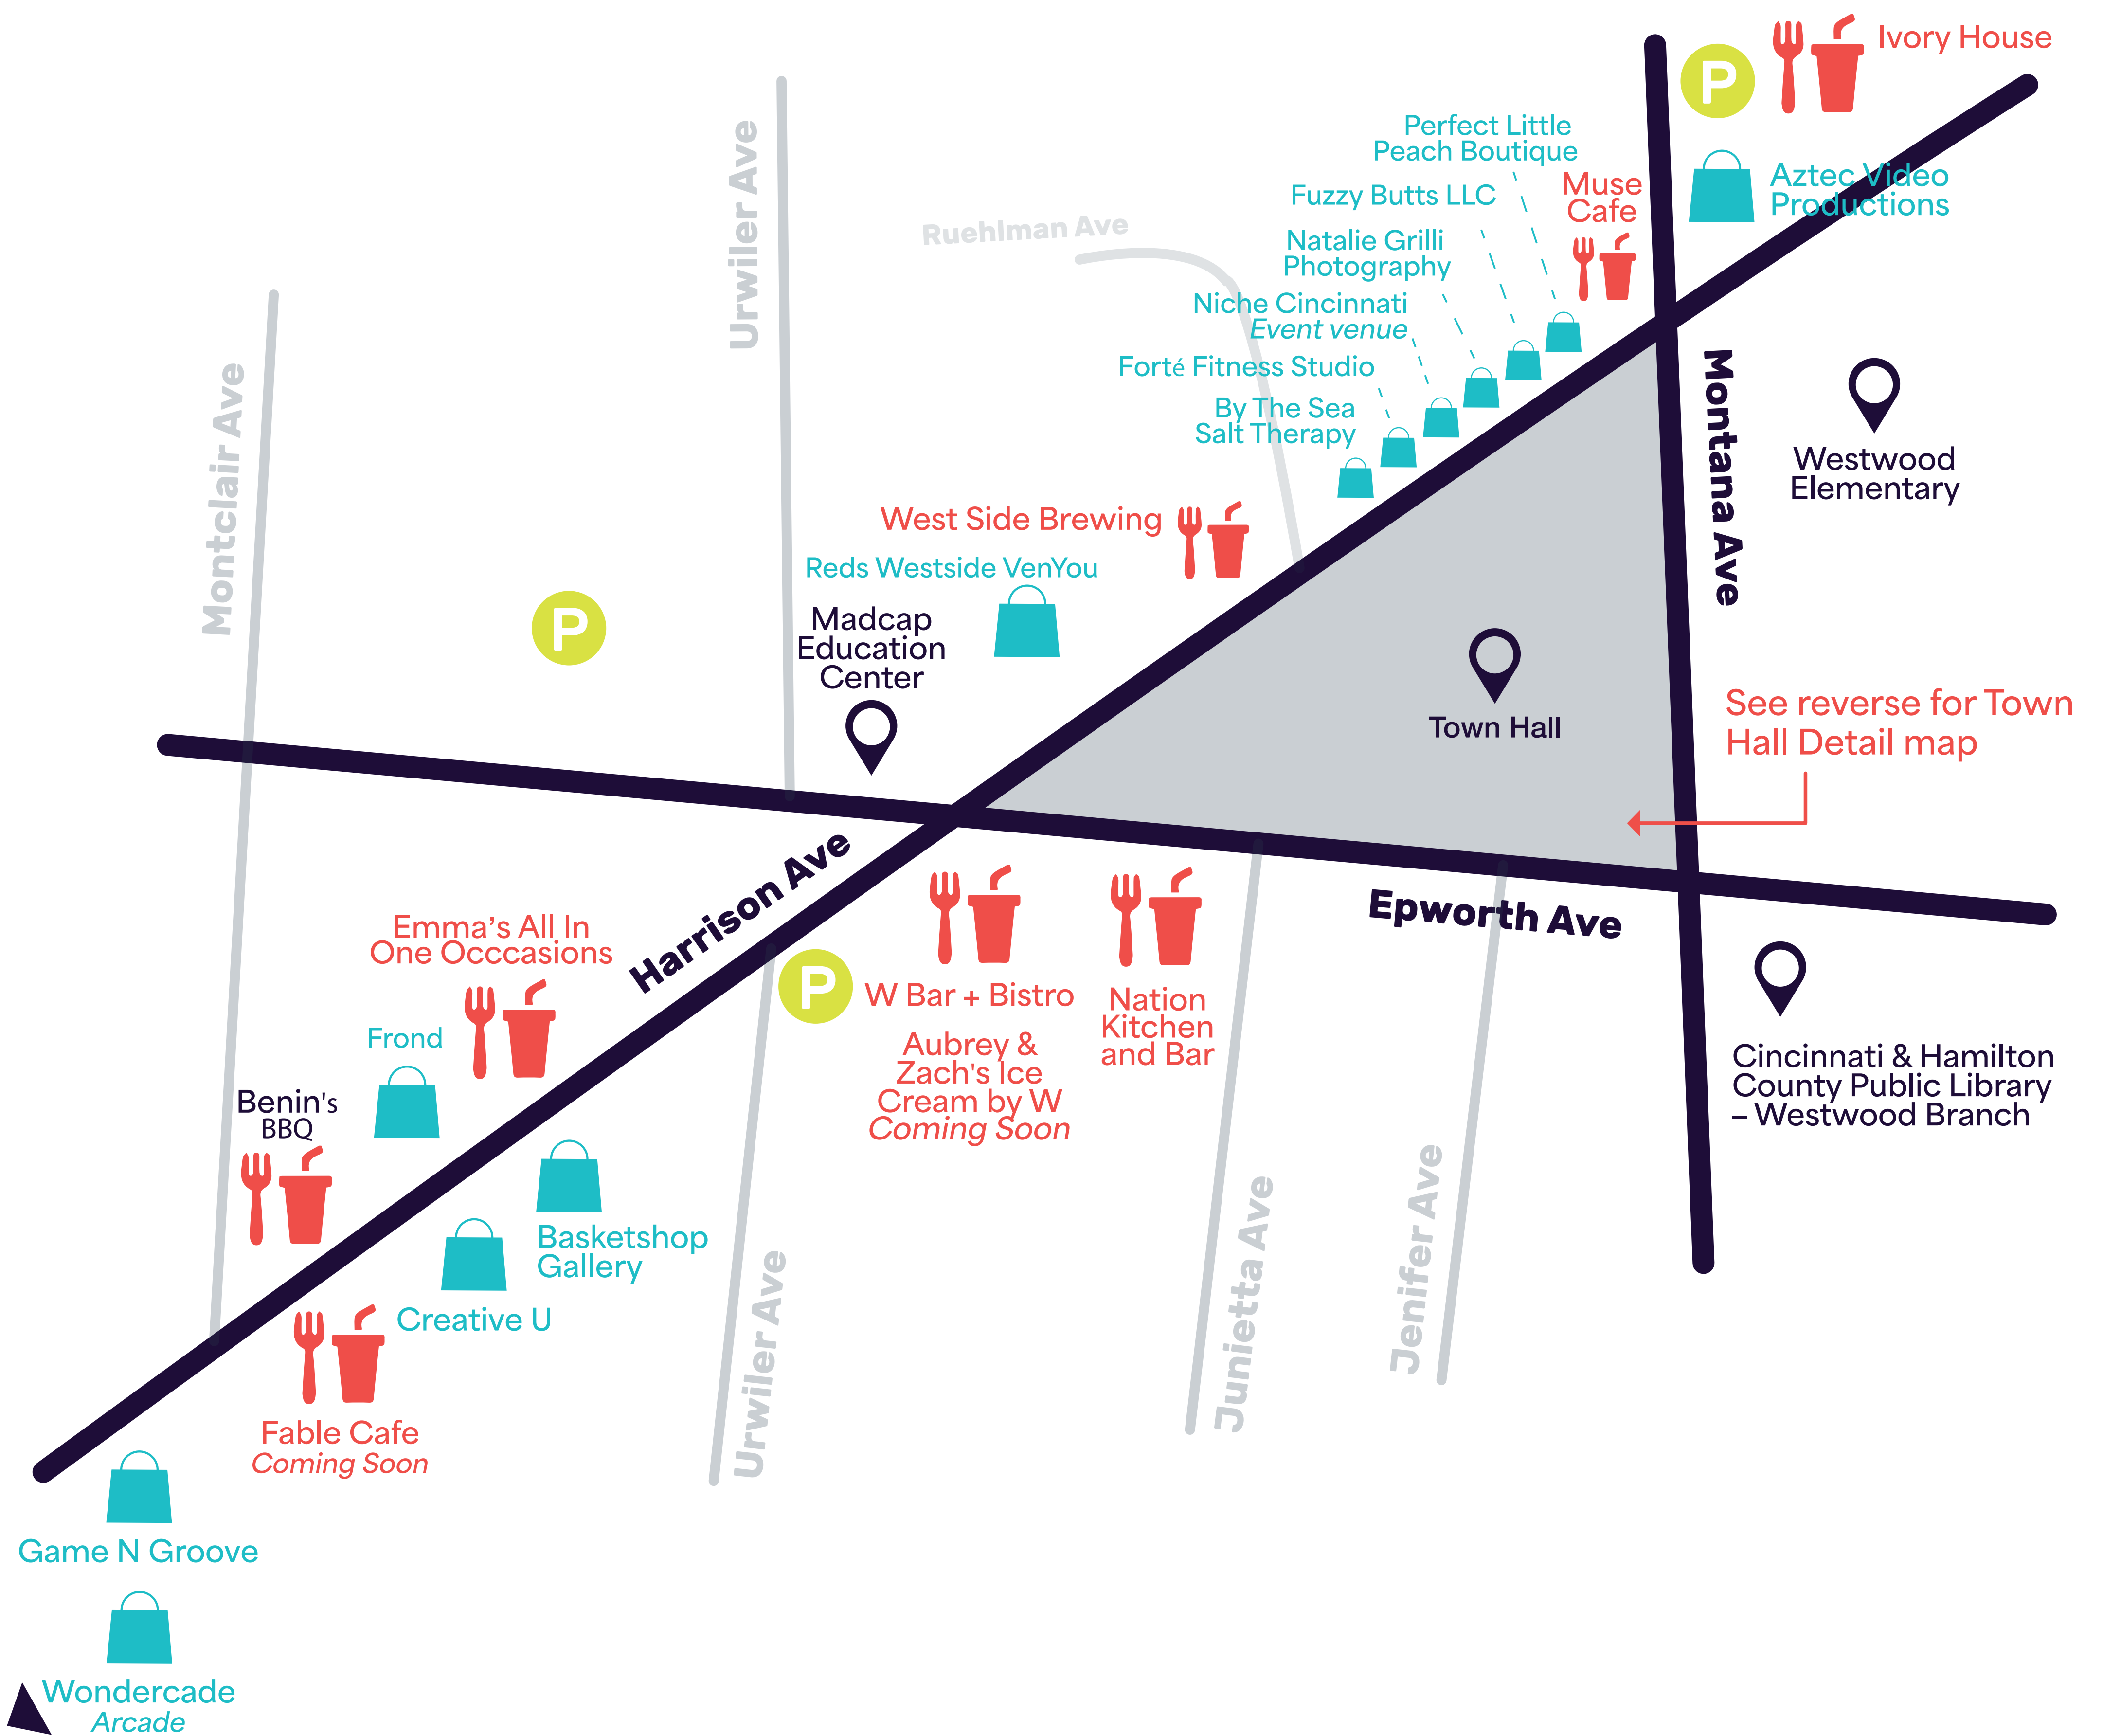 Ivory House
P
Aztec Video
Productions
Perfect Little
Peach Boutique
Muse
Cafe
Fuzzy Butts LLC
Natalie Grilli
Photography
Niche Cincinnati
Event venue
Forté Fitness Studio
By The Sea
Salt Therapy
Urwiler Ave
Ruehlman Ave
Montclair Ave
Montana Ave
Westwood
Elementary
West Side Brewing
Reds Westside VenYou
Madcap
Education
Center
P
Town Hall
See reverse for Town
Hall Detail map
Harrison Ave
Epworth Ave
Emma’s All In
One Occcasions
Frond
Benin's
BBQ
P
W Bar + Bistro
Aubrey &
Zach's Ice
Cream by W
Coming Soon
Nation
Kitchen
and Bar
Cincinnati & Hamilton
County Public Library
– Westwood Branch
Basketshop
Gallery
Creative U
Fable Cafe
Coming Soon
Urwiler Ave
Junietta Ave
Jenifer Ave
Game N Groove
Wondercade
Arcade